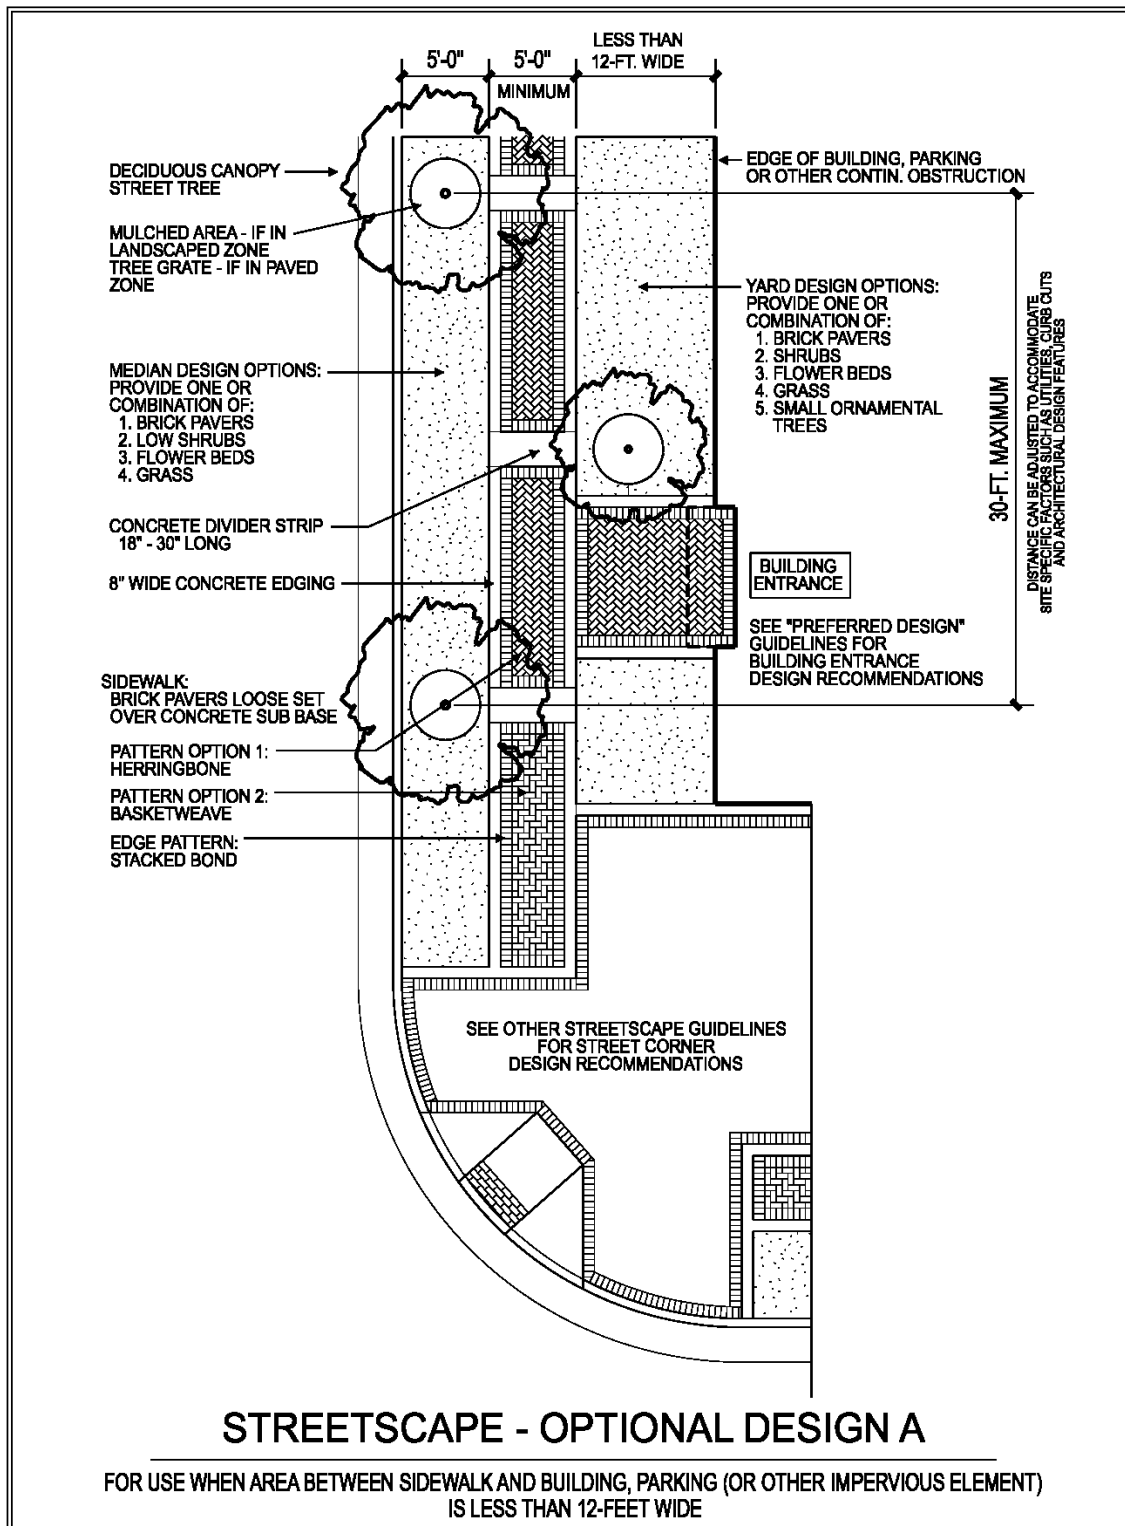 5'-0"
5'-0"
MINIMUM
LESS THAN
12-FT. WIDE
DECIDUOUS CANOPY
STREET TREE
MULCHED AREA - IF IN
LANDSCAPED ZONE
TREE GRATE - IF IN PAVED
ZONE
MEDIAN DESIGN OPTIONS:
PROVIDE ONE OR
COMBINATION OF:
1. BRICK PAVERS
2. LOW SHRUBS
3. FLOWER BEDS
4. GRASS
CONCRETE DIVIDER STRIP
18" - 30" LONG
8" WIDE CONCRETE EDGING
SIDEWALK:
BRICK PAVERS LOOSE SET
OVER CONCRETE SUB BASE
PATTERN OPTION 1:
HERRINGBONE
PATTERN OPTION 2:
BASKETWEAVE
EDGE PATTERN:
STACKED BOND
EDGE OF BUILDING, PARKING
OR OTHER CONTIN. OBSTRUCTION
YARD DESIGN OPTIONS:
PROVIDE ONE OR
COMBINATION OF:
1. BRICK PAVERS
2. SHRUBS
3. FLOWER BEDS
4. GRASS
5. SMALL ORNAMENTAL
TREES
30-FT. MAXIMUM
DISTANCE CAN BE ADJUSTED TO ACCOMMODATE
SITE SPECIFIC FACTORS SUCH AS UTILITIES, CURB CUTS
AND ARCHITECTURAL DESIGN FEATURES
BUILDING
ENTRANCE
SEE "PREFERRED DESIGN"
GUIDELINES FOR
BUILDING ENTRANCE
DESIGN RECOMMENDATIONS
SEE OTHER STREETSCAPE GUIDELINES
FOR STREET CORNER
DESIGN RECOMMENDATIONS
STREETSCAPE - OPTIONAL DESIGN A
FOR USE WHEN AREA BETWEEN SIDEWALK AND BUILDING, PARKING (OR OTHER IMPERVIOUS ELEMENT)
IS LESS THAN 12-FEET WIDE